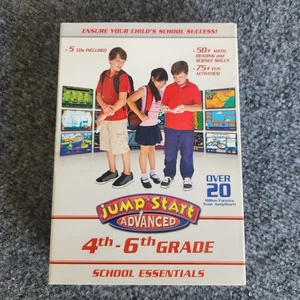 ENSURE YOUR CHILD'S SCHOOL SUCCESS!
• 5 CDs INCLUDED
• 50+ MATH, READING and SCIENCE SKILLS
• 75+ FUN ACTIVITIES!
OVER
20
Million Parents
Trust JumpStart!
Jump Start
ADVANCED
4th - 6th GRADE
SCHOOL ESSENTIALS